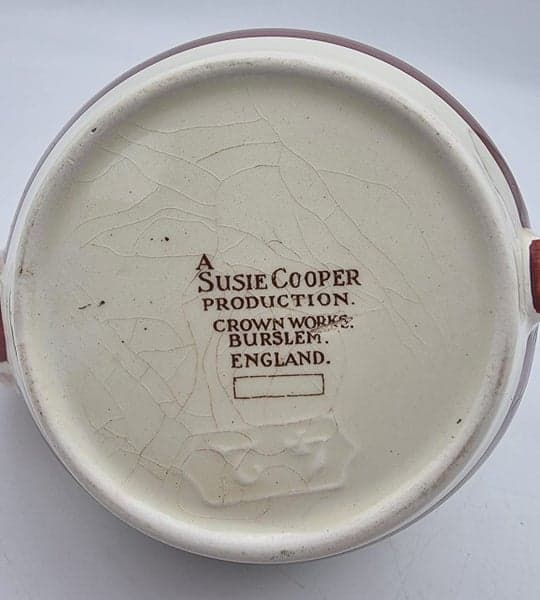 A
SUSIE COOPER
PRODUCTION.
CROWN WORKS.
BURSLEM.
ENGLAND.